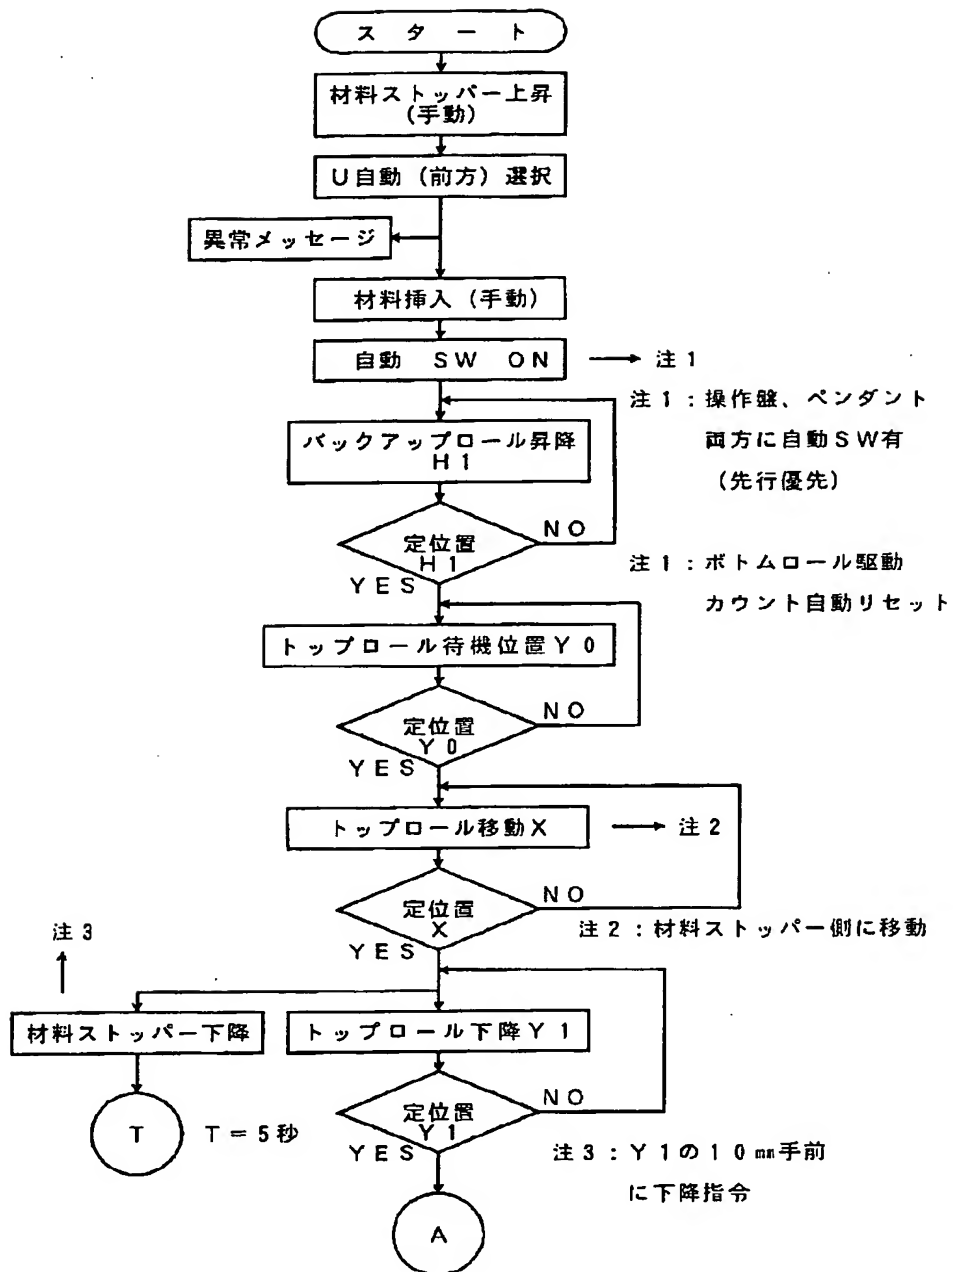 スタート
材料ストッパー上昇
(手動)
U自動(前方)選択
異常メッセージ
材料挿入(手動)
自動 SW ON
注1
注1:操作盤、ペンダント
両方に自動SW有
(先行優先)
バックアップロール昇降
H1
定位置
H1
NO
YES
注1:ボトムロール駆動
カウント自動リセット
トップロール待機位置Y0
定位置
Y0
NO
YES
トップロール移動X
注2
定位置
X
NO
YES
注2:材料ストッパー側に移動
注3
材料ストッパー下降
トップロール下降Y1
T
T=5秒
定位置
Y1
NO
YES
注3:Y1の10㎜手前
に下降指令
A